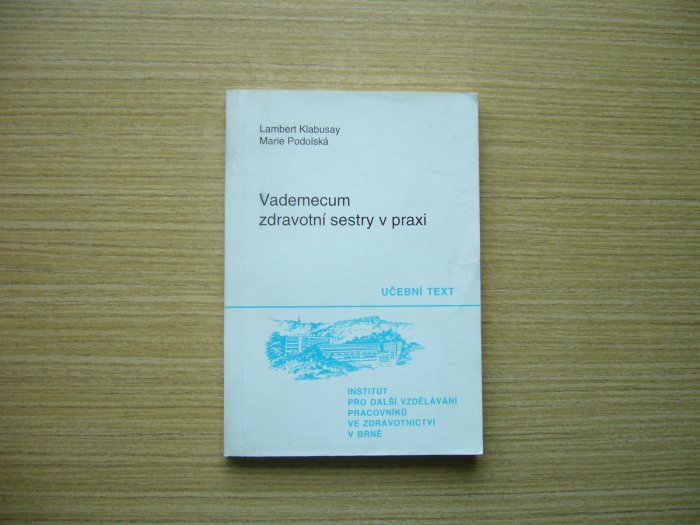 Lambert Klabusay
Marie Podolská
Vademecum
zdravotní sestry v praxi
UČEBNÍ TEXT
INSTITUT
PRO DALŠÍ VZDĚLÁVÁNÍ
PRACOVNÍKŮ
VE ZDRAVOTNICTVÍ
V BRNĚ